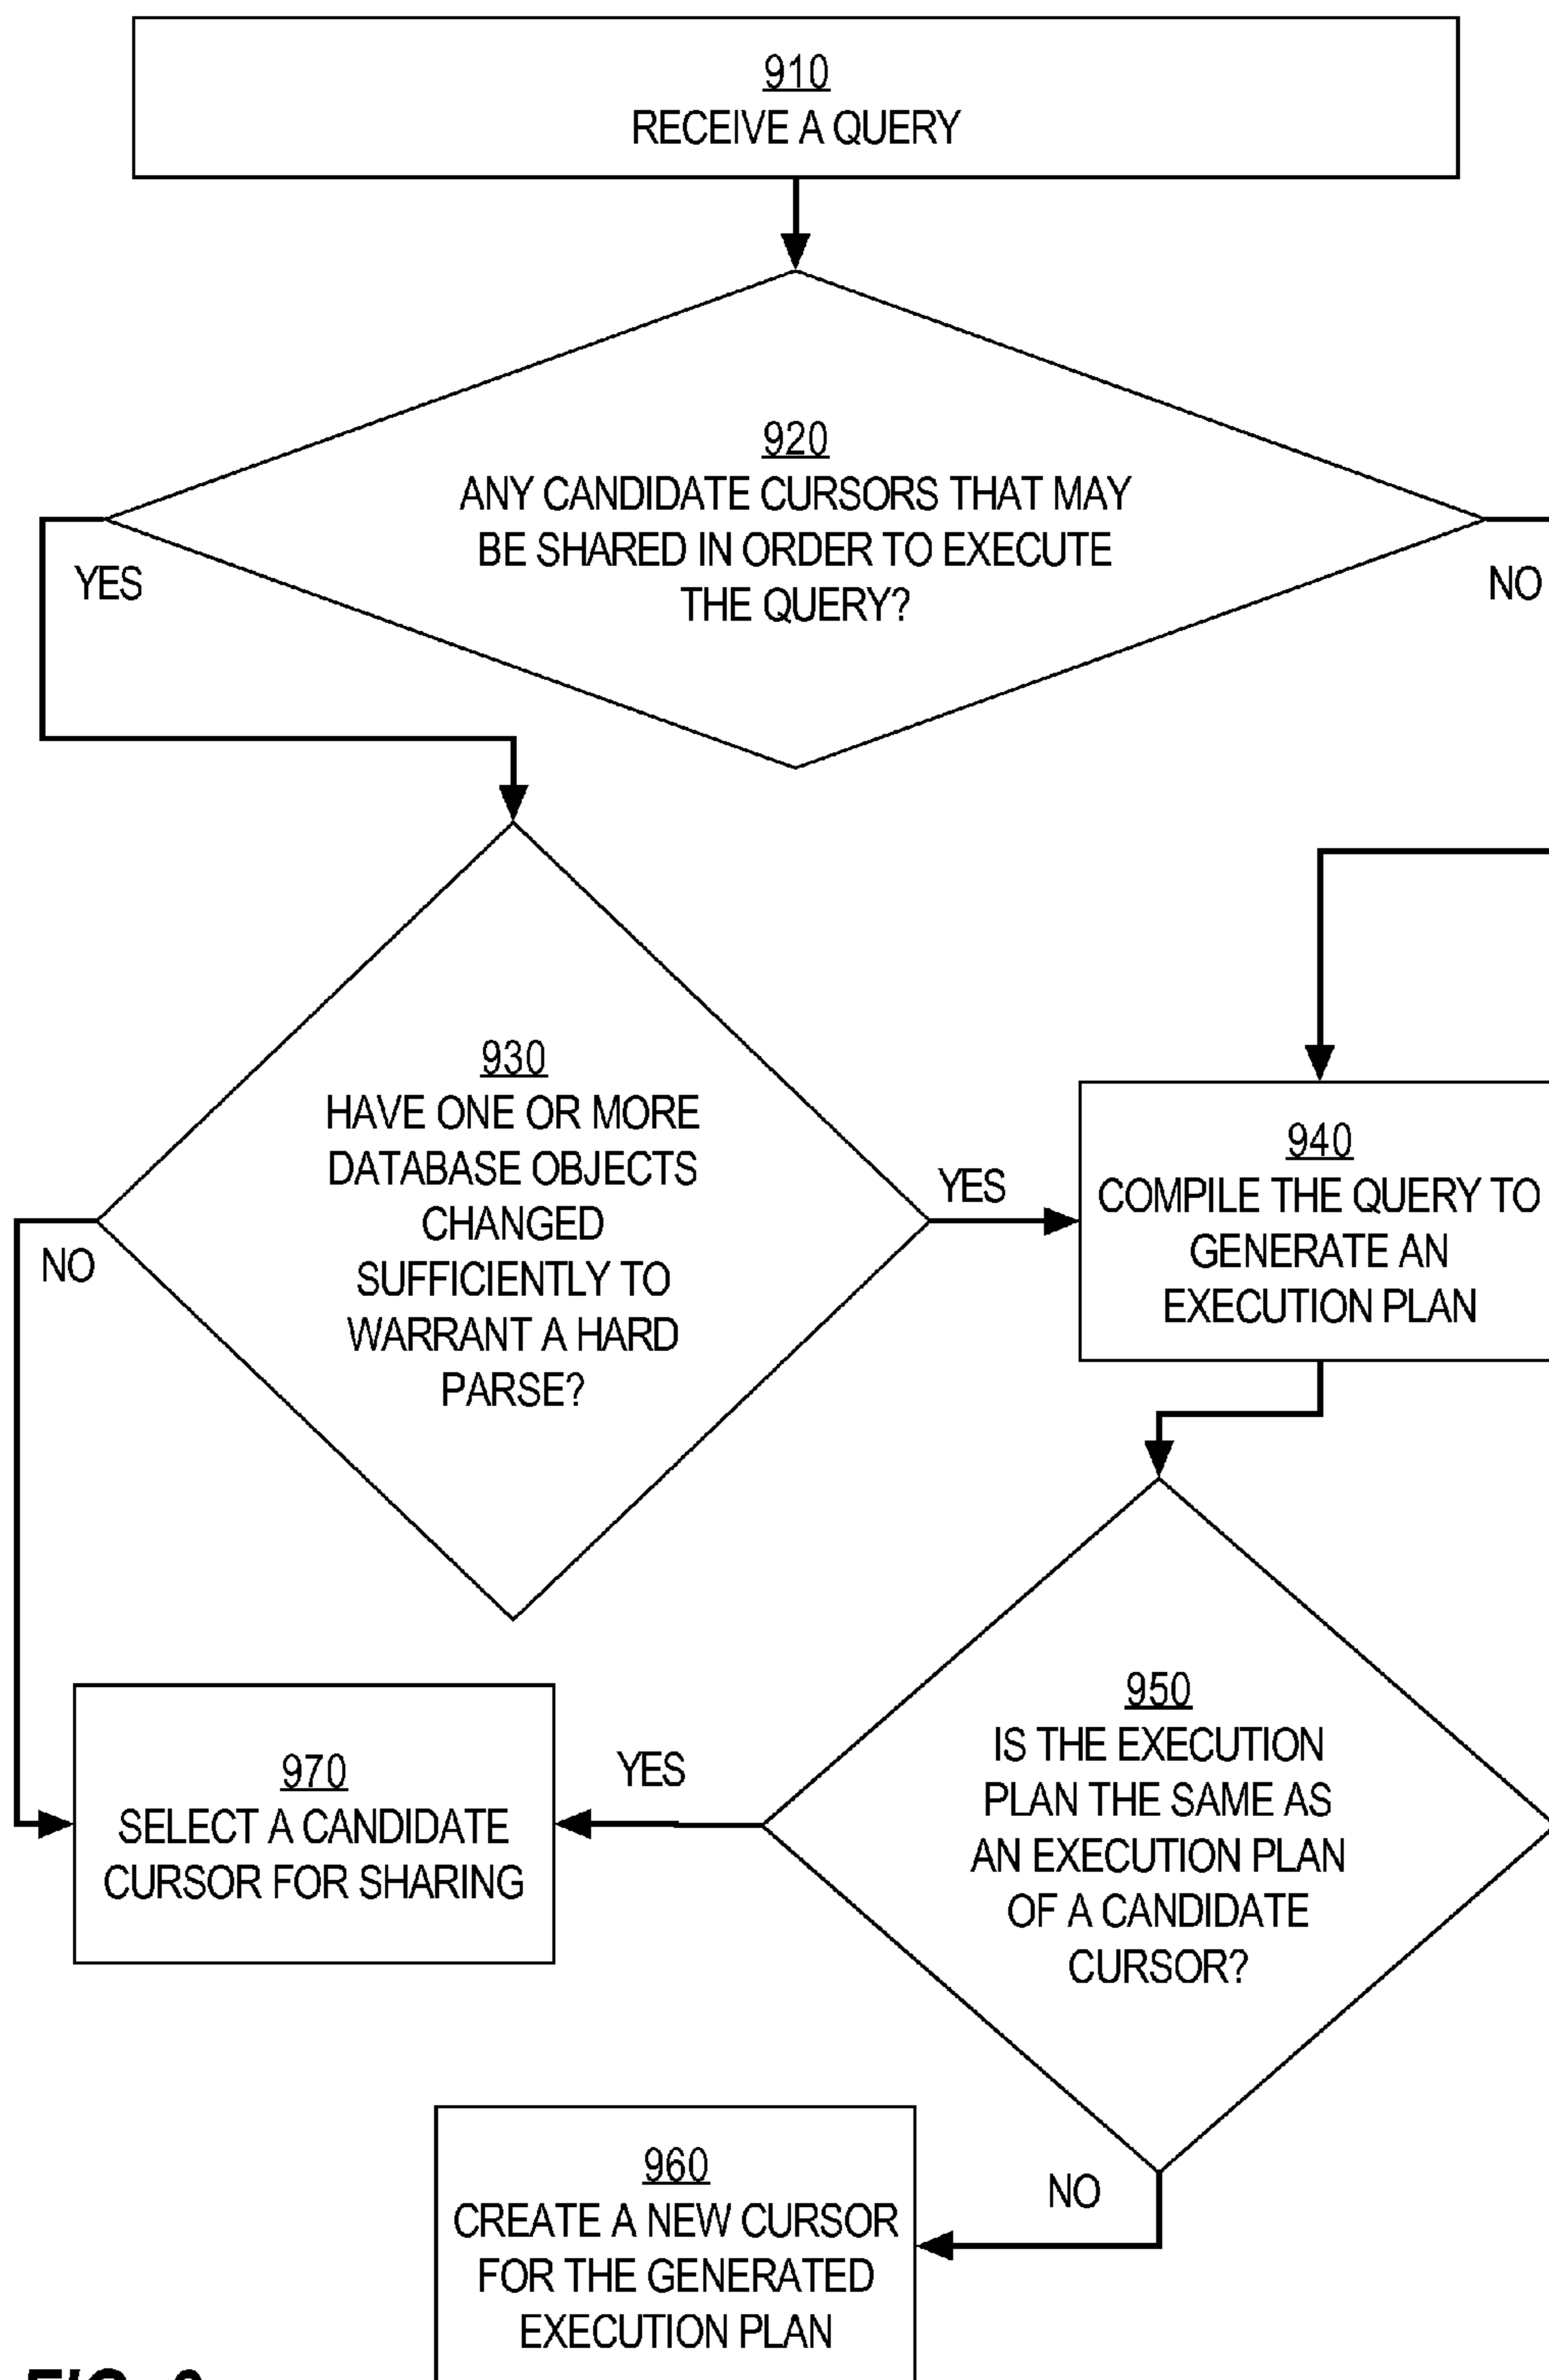 910
RECEIVE A QUERY
920
ANY CANDIDATE CURSORS THAT MAY
BE SHARED IN ORDER TO EXECUTE
THE QUERY?
YES
NO
930
HAVE ONE OR MORE
DATABASE OBJECTS
CHANGED
SUFFICIENTLY TO
WARRANT A HARD
PARSE?
YES
NO
940
COMPILE THE QUERY TO
GENERATE AN
EXECUTION PLAN
950
IS THE EXECUTION
PLAN THE SAME AS
AN EXECUTION PLAN
OF A CANDIDATE
CURSOR?
YES
970
SELECT A CANDIDATE
CURSOR FOR SHARING
NO
960
CREATE A NEW CURSOR
FOR THE GENERATED
EXECUTION PLAN
FIG.